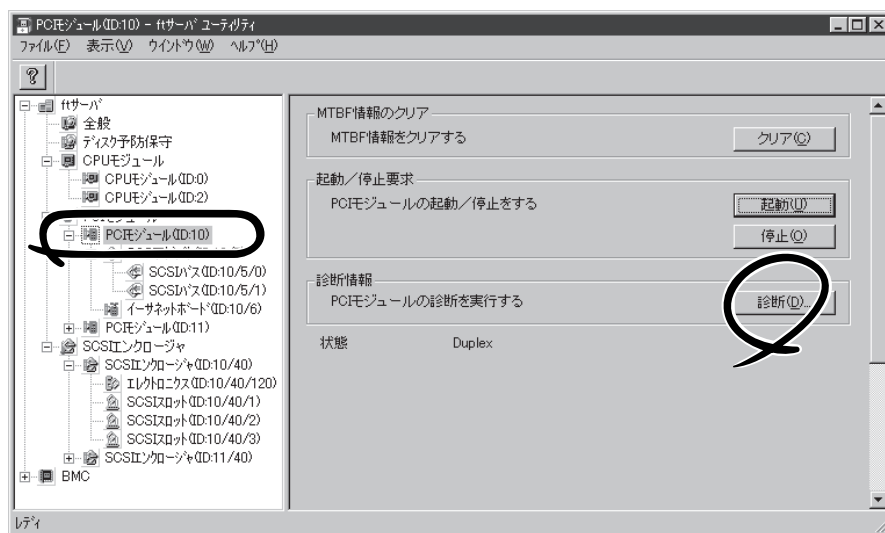 PCIモジュール(ID:10) - ftサーバ ユーティリティ
ファイル(F) 表示(V) ウインドウ(W) ヘルプ(H)
ftサーバ
全般
ディスク予防保守
CPUモジュール
CPUモジュール(ID:0)
CPUモジュール(ID:2)
PCIモジュール(ID:10)
SCSIバス(ID:10/5/0)
SCSIバス(ID:10/5/1)
イーサネットボード(ID:10/6)
PCIモジュール(ID:11)
SCSIエンクロージャ
SCSIエンクロージャ(ID:10/40)
エレクトロニクス(ID:10/40/120)
SCSIスロット(ID:10/40/1)
SCSIスロット(ID:10/40/2)
SCSIスロット(ID:10/40/3)
SCSIエンクロージャ(ID:11/40)
BMC
MTBF情報のクリア
MTBF情報をクリアする クリア(C)
起動／停止要求
PCIモジュールの起動／停止をする 起動(U)
停止(O)
診断情報
PCIモジュールの診断を実行する 診断(D)...
状態 Duplex
レディ